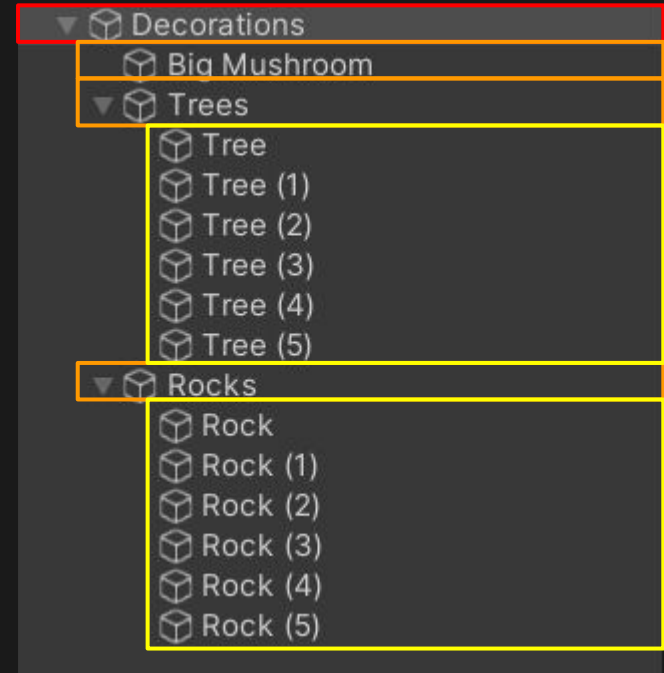 Decorations
Big Mushroom
Trees
Tree
Tree (1)
Tree (2)
Tree (3)
Tree (4)
Tree (5)
Rocks
Rock
Rock (1)
Rock (2)
Rock (3)
Rock (4)
Rock (5)